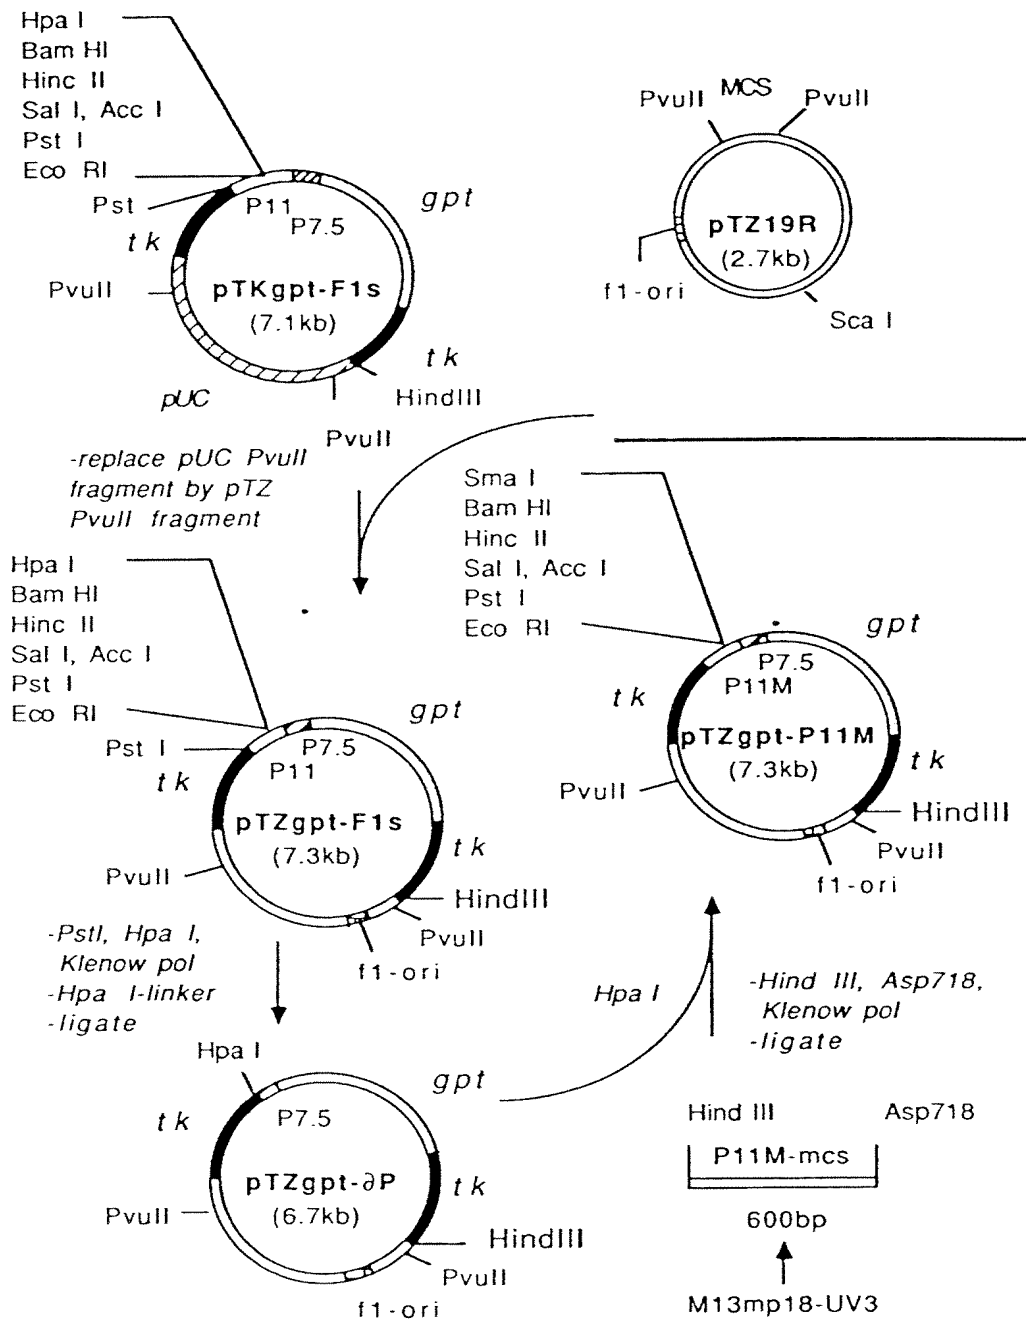 Hpa I
Bam HI
Hinc II
Sal I, Acc I
Pst I
Eco RI
Pst
tk
PvuII
pUC
P11
P7.5
gpt
pTKgpt-F1s
(7.1kb)
tk
HindIII
PvuII
PvuII
MCS
PvuII
pTZ19R
(2.7kb)
f1-ori
Sca I
-replace pUC PvuII
fragment by pTZ
PvuII fragment
Hpa I
Bam HI
Hinc II
Sal I, Acc I
Pst I
Eco RI
Pst I
tk
P11
P7.5
gpt
pTZgpt-F1s
(7.3kb)
tk
PvuII
HindIII
PvuII
f1-ori
Sma I
Bam HI
Hinc II
Sal I, Acc I
Pst I
Eco RI
gpt
P7.5
P11M
tk
pTZgpt-P11M
(7.3kb)
tk
PvuII
HindIII
PvuII
f1-ori
-PstI, Hpa I,
Klenow pol
-Hpa I-linker
-ligate
Hpa I
-Hind III, Asp718,
Klenow pol
-ligate
Hpa I
gpt
tk
P7.5
pTZgpt-∂P
(6.7kb)
tk
PvuII
HindIII
PvuII
f1-ori
Hind III
Asp718
P11M-mcs
600bp
M13mp18-UV3